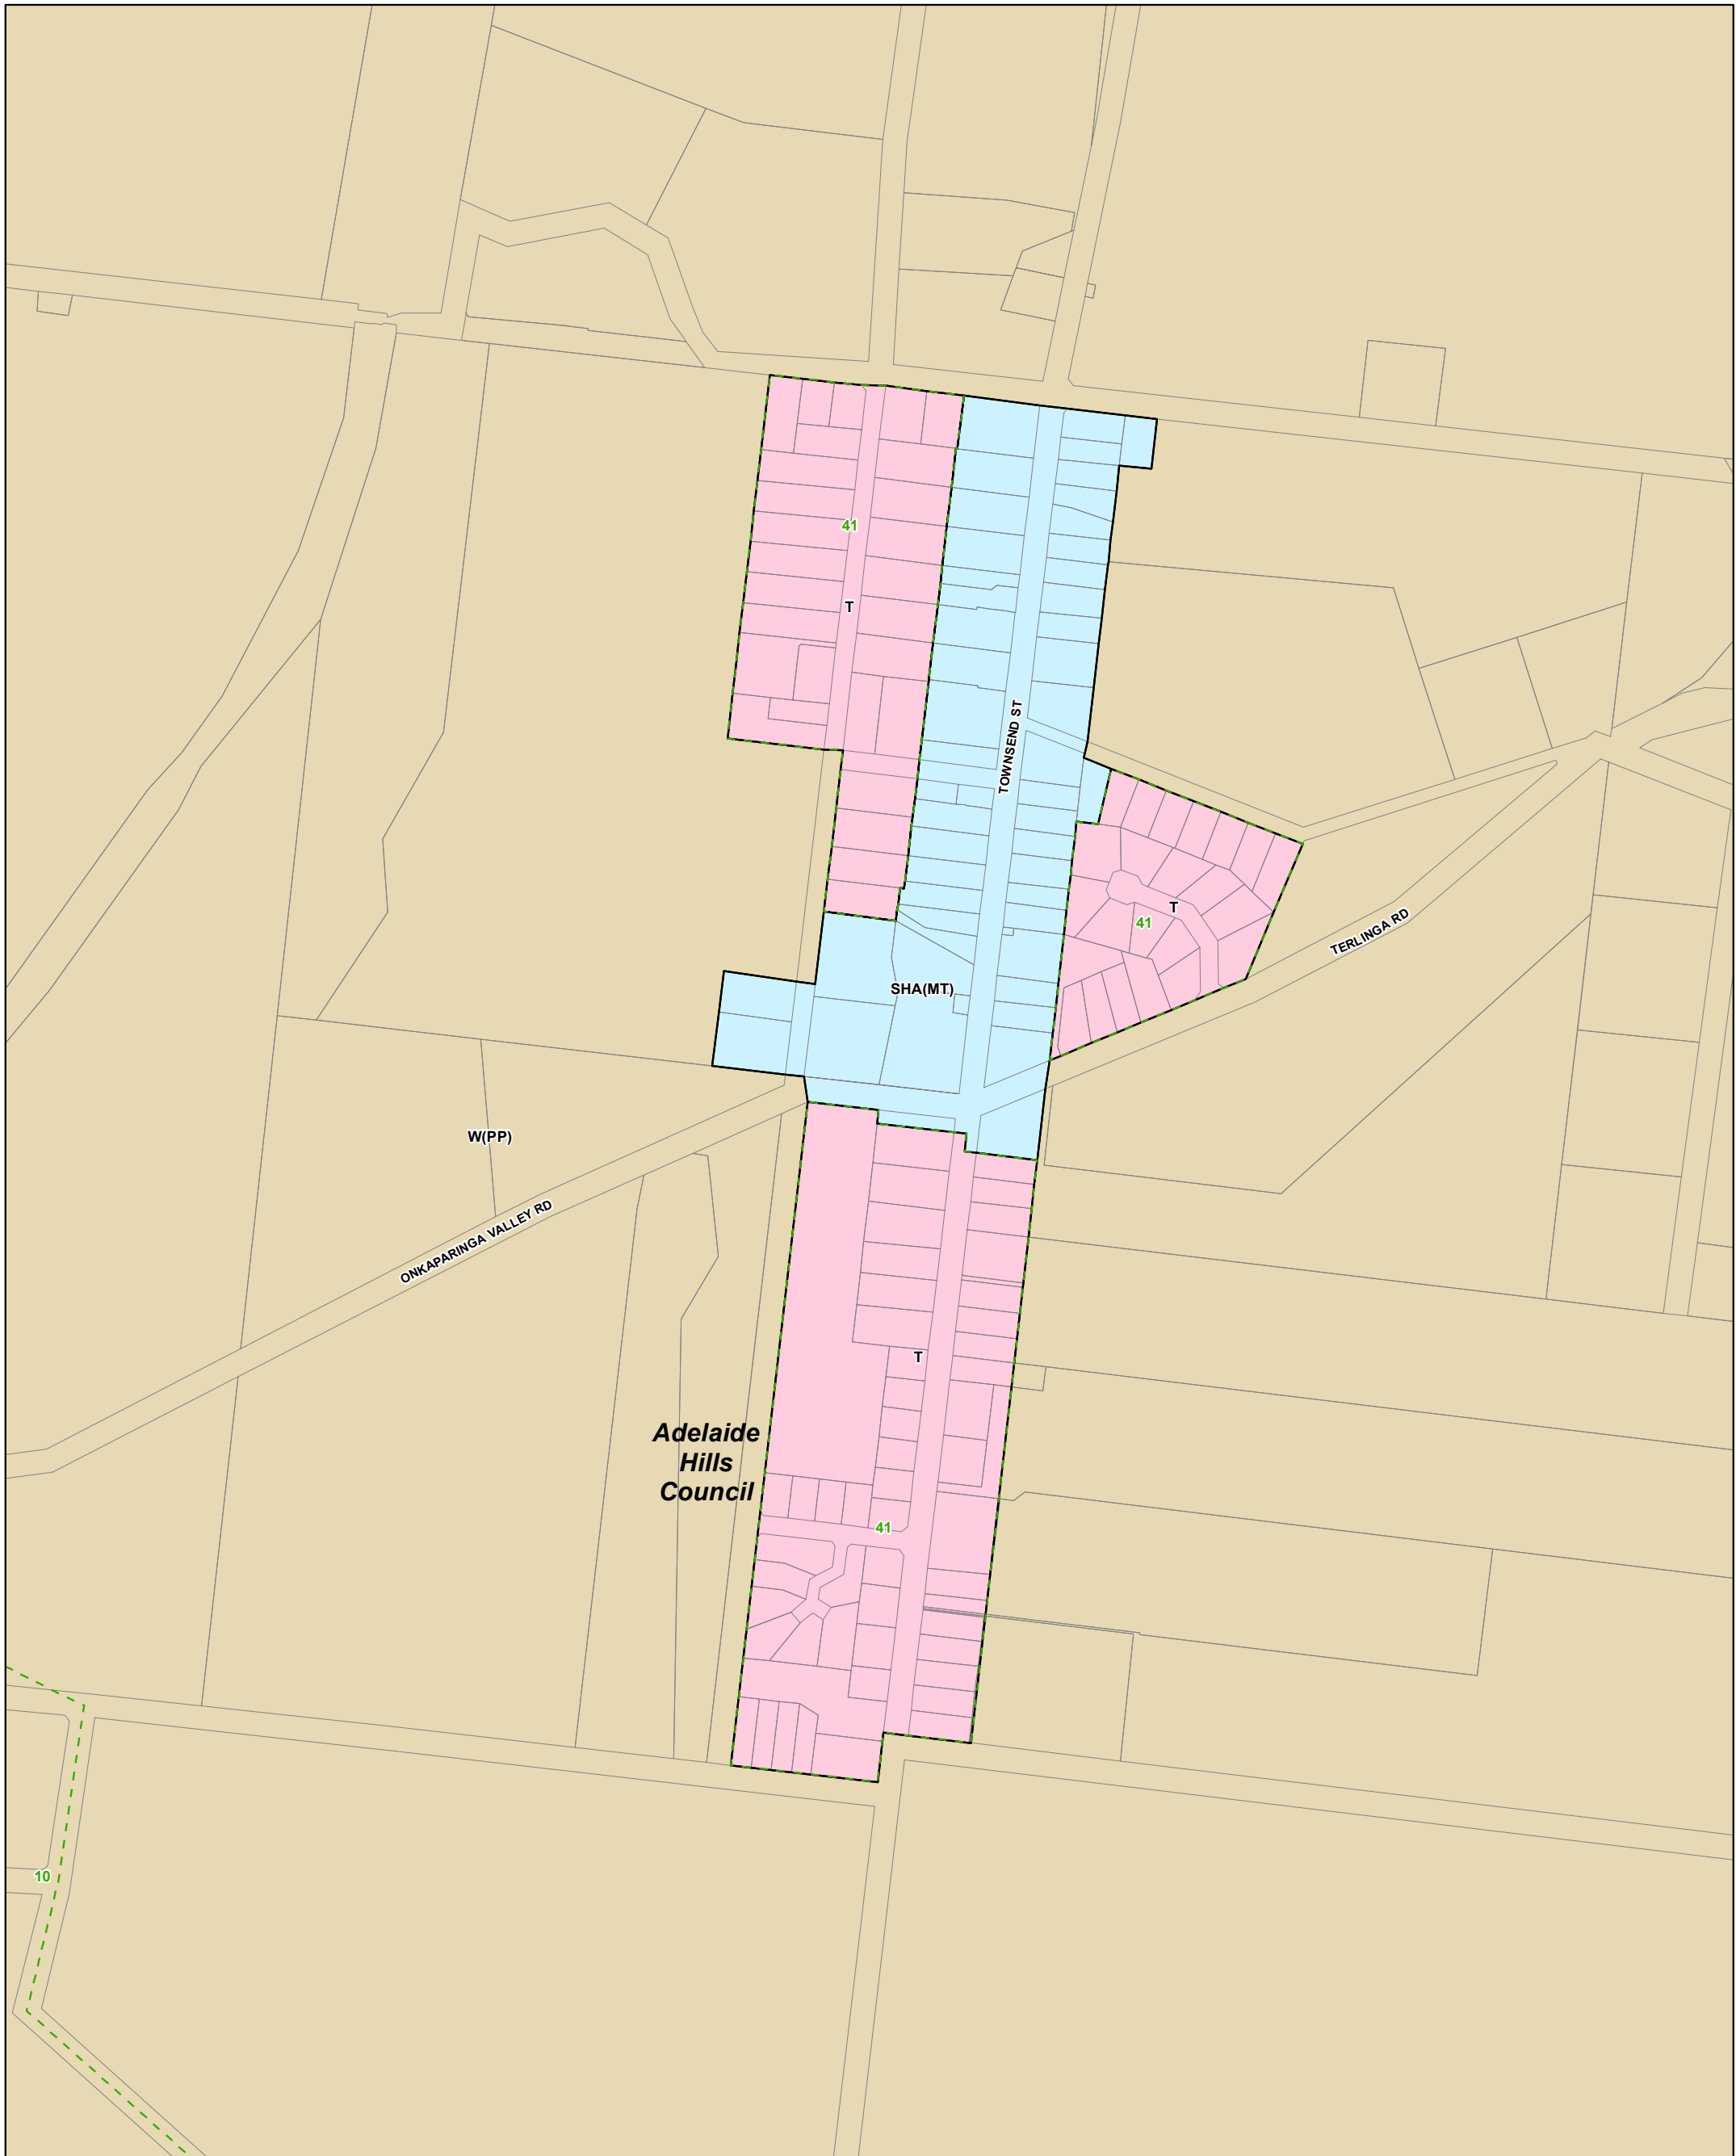 41
T
TOWNSEND ST
T
41
TERLINGA RD
SHA(MT)
W(PP)
ONKAPARINGA VALLEY RD
T
Adelaide
Hills
Council
41
10